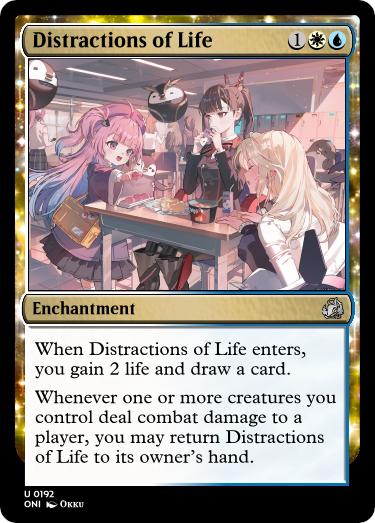 Distractions of Life 1
Enchantment
When Distractions of Life enters,
you gain 2 life and draw a card.
Whenever one or more creatures you
control deal combat damage to a
player, you may return Distractions
of Life to its owner's hand.
U 0192
ONI Okku